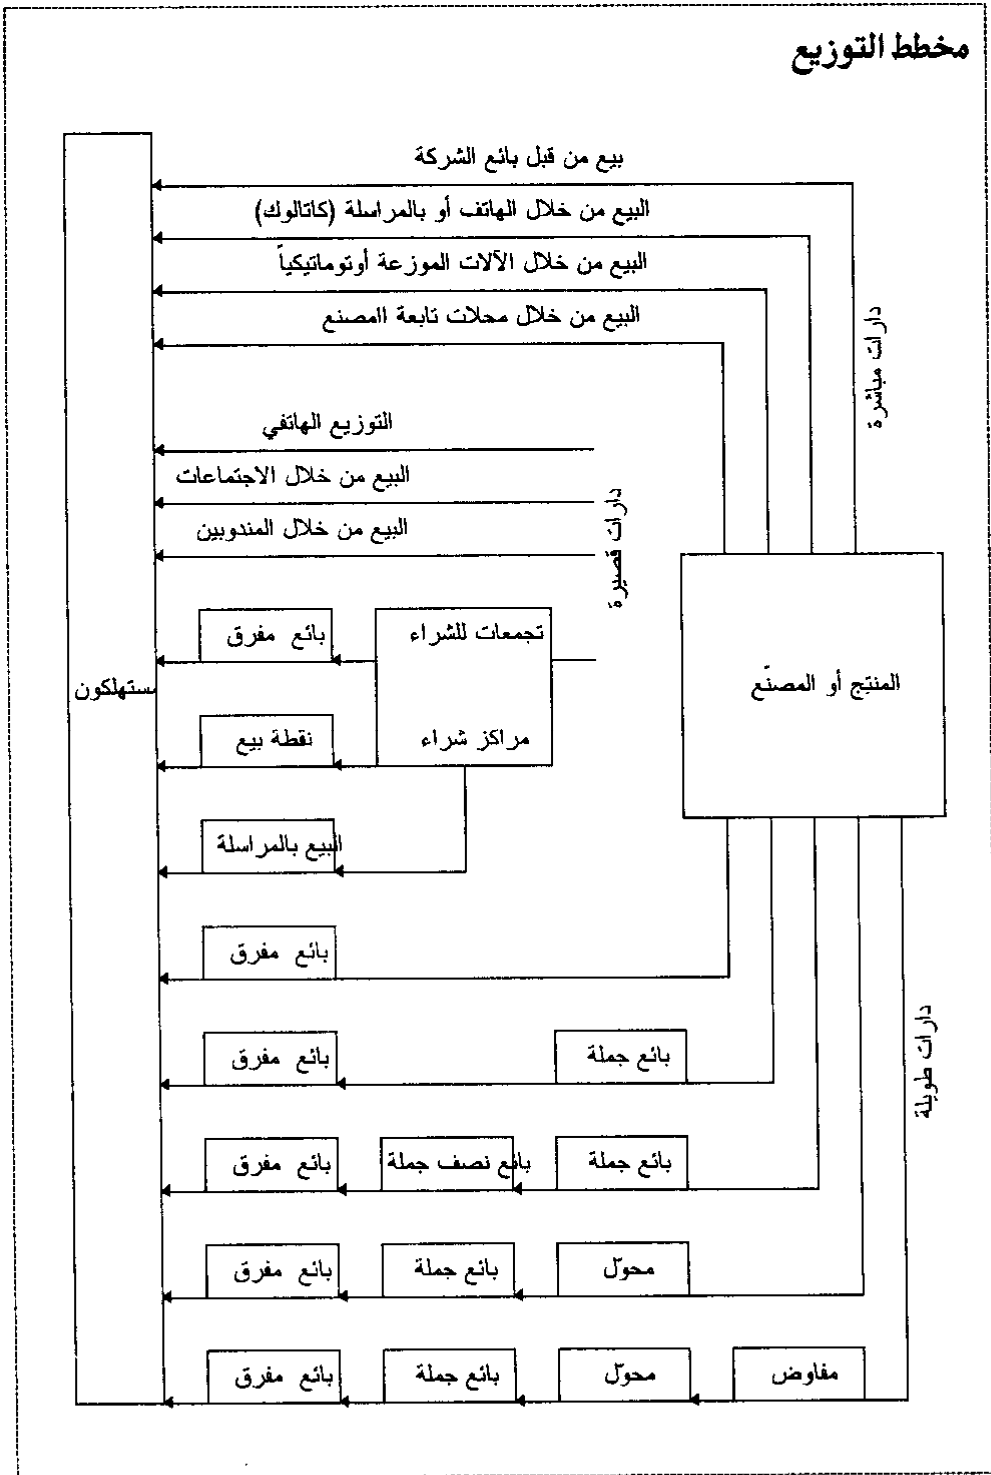 مخطط التوزيع
بيع من قبل بائع الشركة
البيع من خلال الهاتف أو بالمراسلة (كاتالوك)
البيع من خلال الآلات الموزعة أوتوماتيكياً
البيع من خلال محلات تابعة المصنع
دارات مباشرة
التوزيع الهاتفي
البيع من خلال الاجتماعات
البيع من خلال المندوبين
دارات قصيرة
تجمعات للشراء
بائع مفرق
المنتج أو المصنّع
مستهلكون
مراكز شراء
نقطة بيع
البيع بالمراسلة
بائع مفرق
دارات طويلة
بائع جملة
بائع مفرق
بائع جملة
بائع نصف جملة
بائع مفرق
محوّل
بائع جملة
بائع مفرق
مفاوض
محوّل
بائع جملة
بائع مفرق